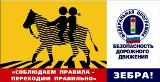 «СОБЛЮДАЕМ ПРАВИЛА –
ПЕРЕХОДИМ ПРАВИЛЬНО»
БЕЗОПАСНОСТЬ
ДОРОЖНОГО
ДВИЖЕНИЯ
ЗЕБРА!